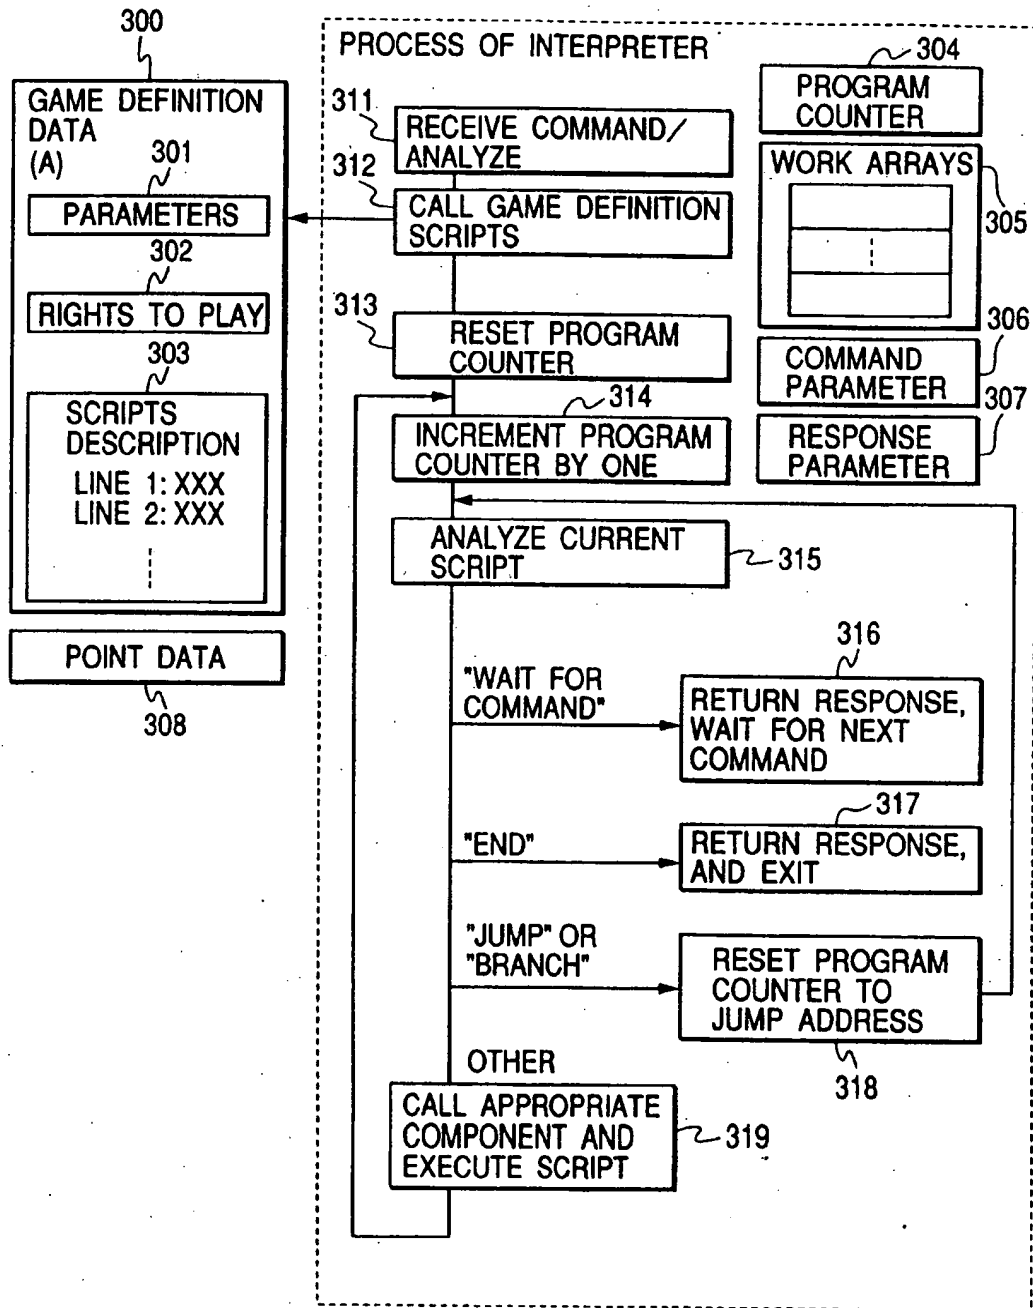 300
GAME DEFINITION
DATA
(A)
301
PARAMETERS
302
RIGHTS TO PLAY
303
SCRIPTS
DESCRIPTION
LINE 1: XXX
LINE 2: XXX
POINT DATA
308
PROCESS OF INTERPRETER
311
RECEIVE COMMAND/
ANALYZE
312
CALL GAME DEFINITION
SCRIPTS
313
RESET PROGRAM
COUNTER
314
INCREMENT PROGRAM
COUNTER BY ONE
ANALYZE CURRENT
SCRIPT
315
304
PROGRAM
COUNTER
WORK ARRAYS
305
306
COMMAND
PARAMETER
307
RESPONSE
PARAMETER
"WAIT FOR
COMMAND"
316
RETURN RESPONSE,
WAIT FOR NEXT
COMMAND
"END"
317
RETURN RESPONSE,
AND EXIT
"JUMP" OR
"BRANCH"
RESET PROGRAM
COUNTER TO
JUMP ADDRESS
318
OTHER
CALL APPROPRIATE
COMPONENT AND
EXECUTE SCRIPT
319